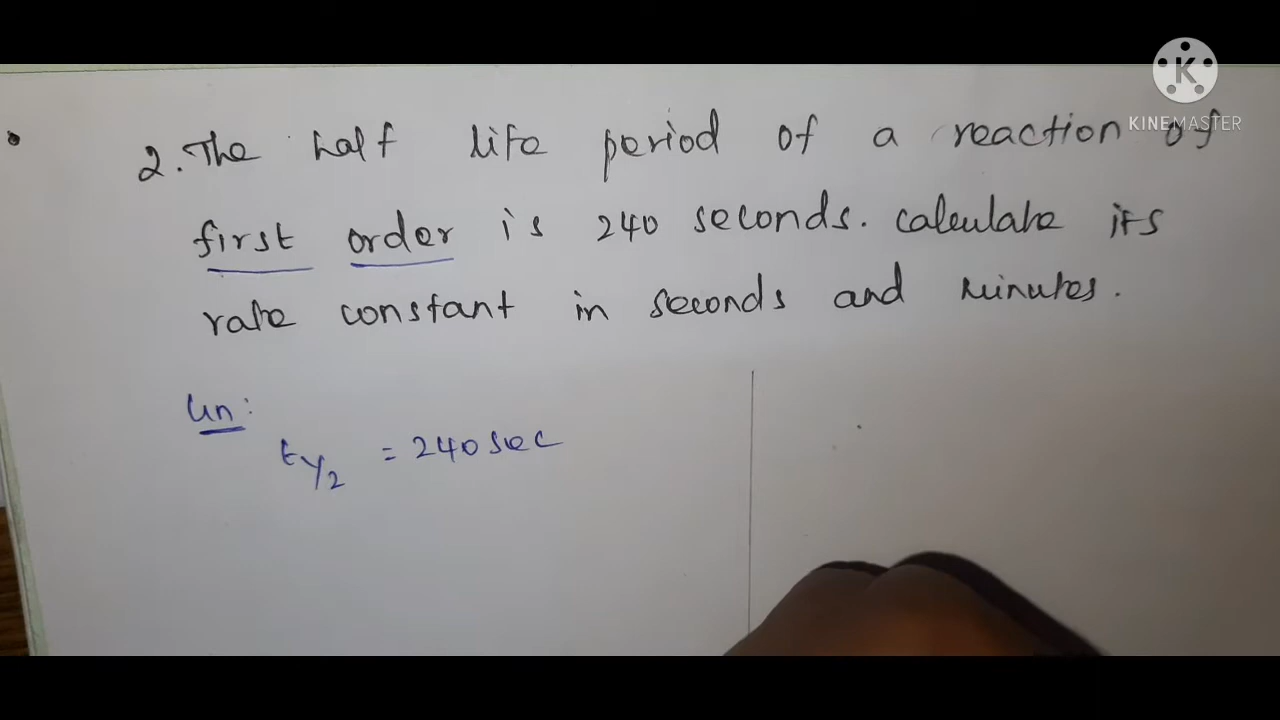 KINEMASTER
2. The half life period of a reaction of
first order is 240 seconds. calculate its
rate constant in seconds and minutes.
Gn:
t1/2 = 240 sec